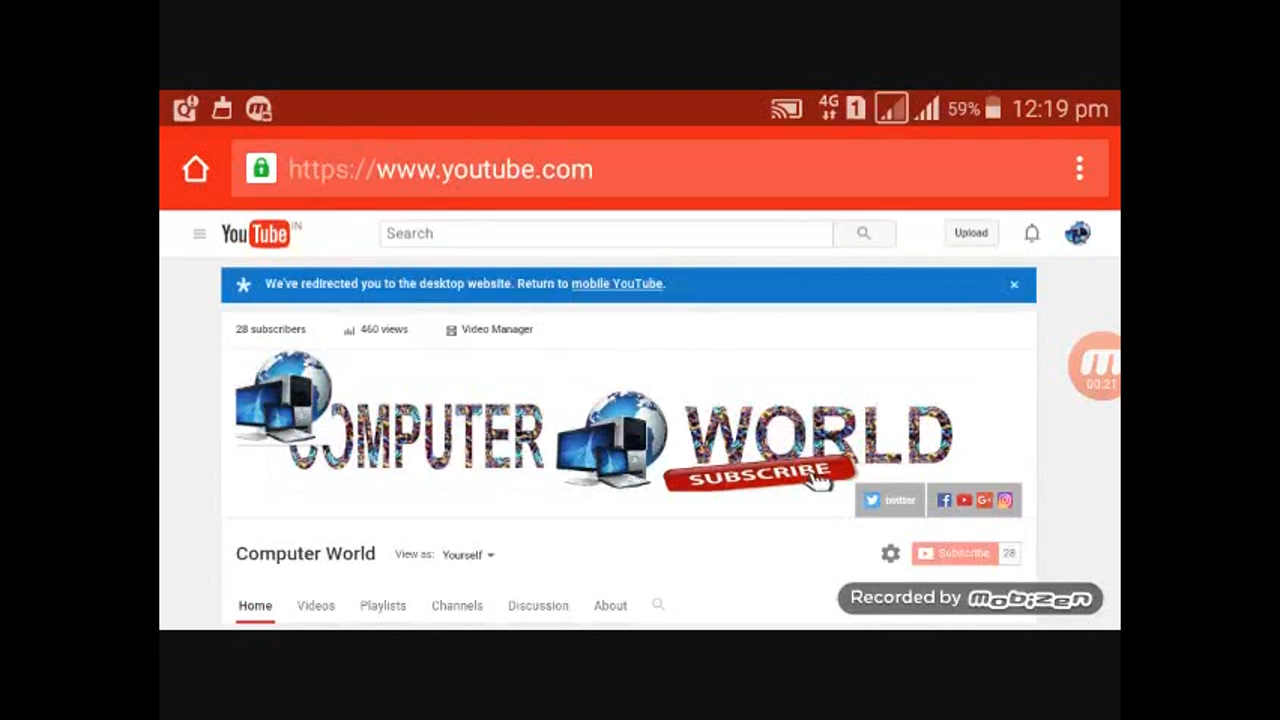 4G 1 59% 12:19 pm
https://www.youtube.com
YouTube IN Search Upload
We've redirected you to the desktop website. Return to mobile YouTube.
28 subscribers 460 views Video Manager
00:21
COMPUTER WORLD
SUBSCRIBE
twitter
Computer World View as: Yourself Subscribe 28
Home Videos Playlists Channels Discussion About
Recorded by mobizen